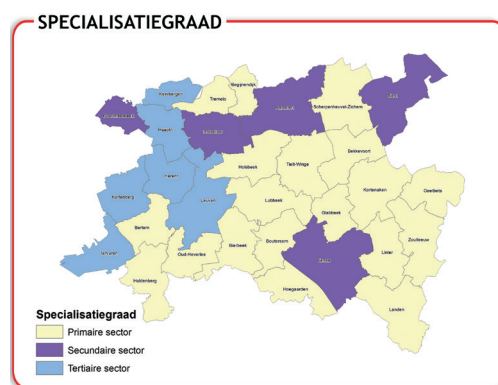 SPECIALISATIEGRAAD
Keerbergen
Tremelo
Begijnendijk
Aarschot
Scherpenheuvel-Zichem
Diest
Boortmeerbeek
Haacht
Rotselaar
Bekkevoort
Holsbeek
Tielt-Winge
Herent
Kortenaken
Geetbets
Kortenberg
Leuven
Lubbeek
Glabbeek
Bertem
Bierbeek
Boutersem
Linter
Zoutleeuw
Tervuren
Oud-Heverlee
Tienen
Huldenberg
Hoegaarden
Landen
Specialisatiegraad
Primaire sector
Secundaire sector
Tertiaire sector